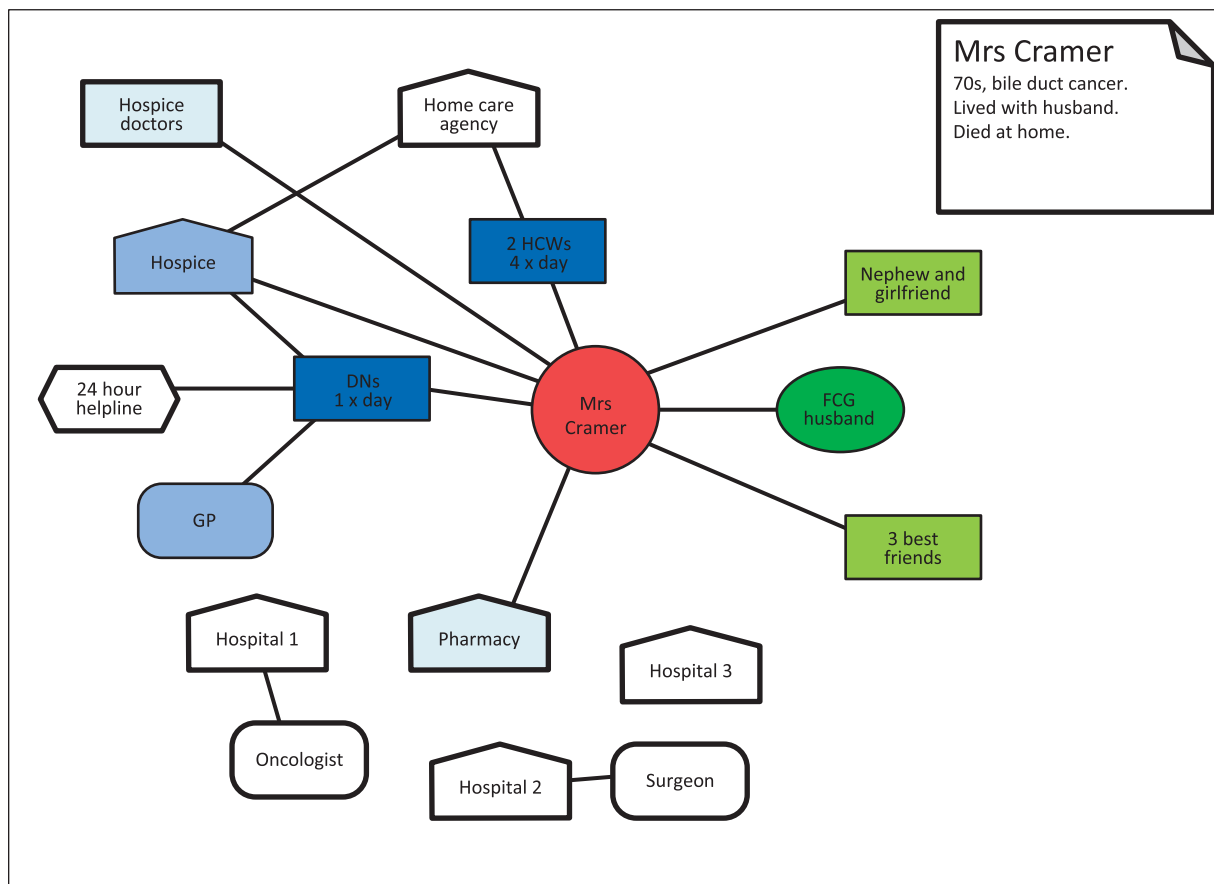 Mrs Cramer
70s, bile duct cancer.
Lived with husband.
Died at home.
Hospice
doctors
Home care
agency
2 HCWs
4 x day
Hospice
Nephew and
girlfriend
24 hour
helpline
DNs
1 x day
Mrs
Cramer
FCG
husband
GP
3 best
friends
Hospital 1
Pharmacy
Hospital 3
Oncologist
Hospital 2
Surgeon